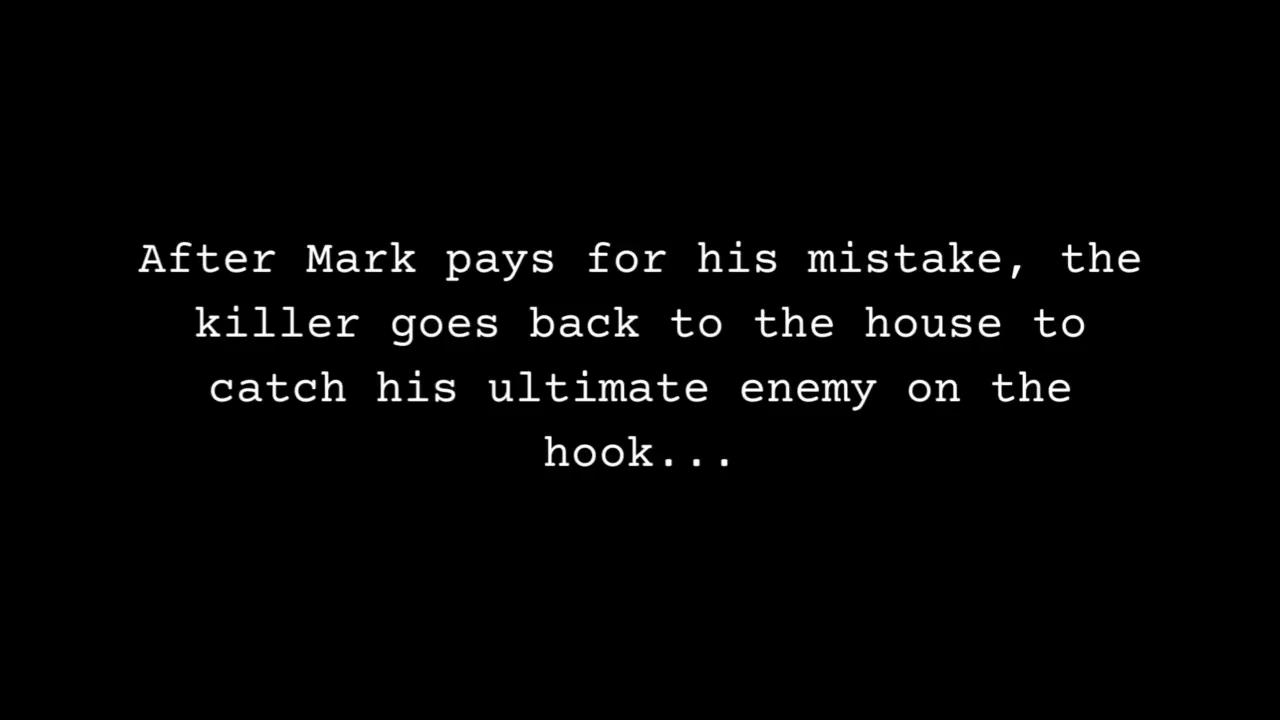 After Mark pays for his mistake, the
killer goes back to the house to
catch his ultimate enemy on the
hook...